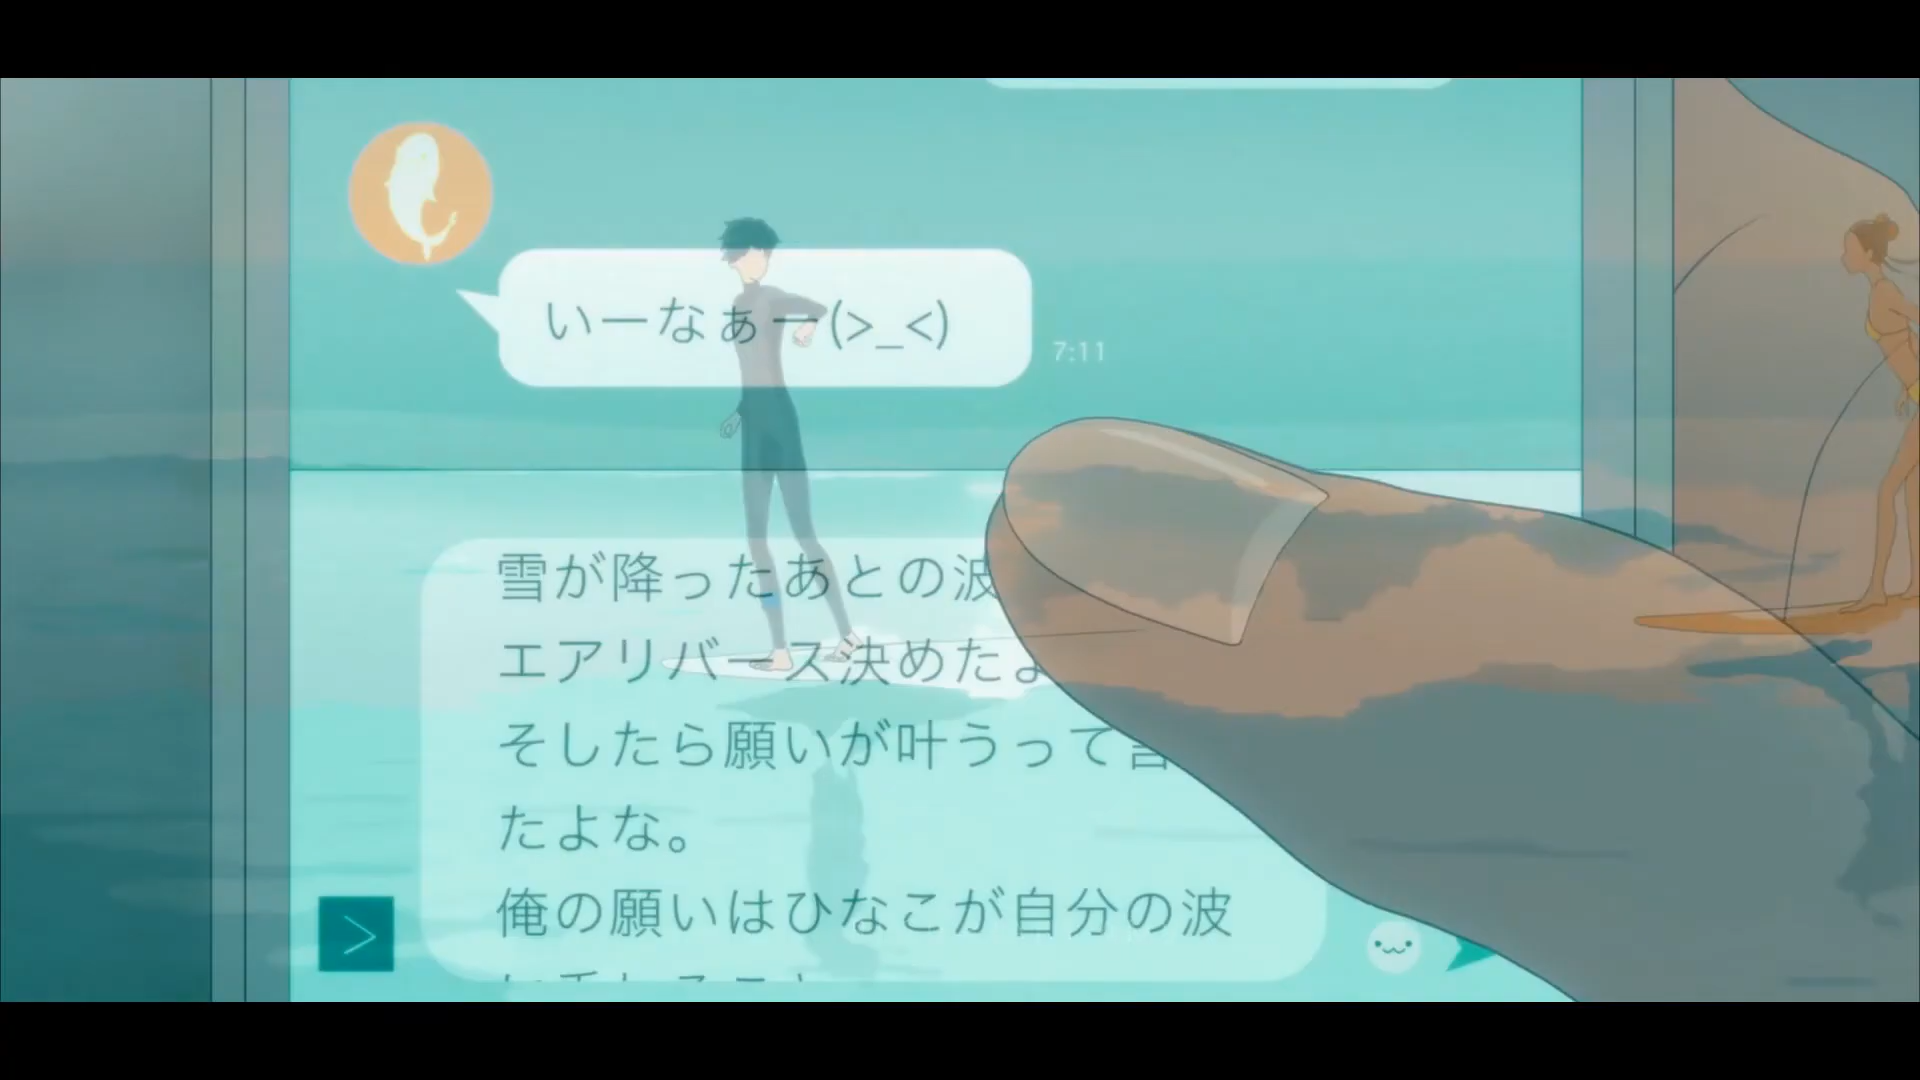 いーなぁー(>_<)
7:11
雪が降ったあとの波
エアリバース決めたよ
そしたら願いが叶うって言
たよな。
俺の願いはひなこが自分の波